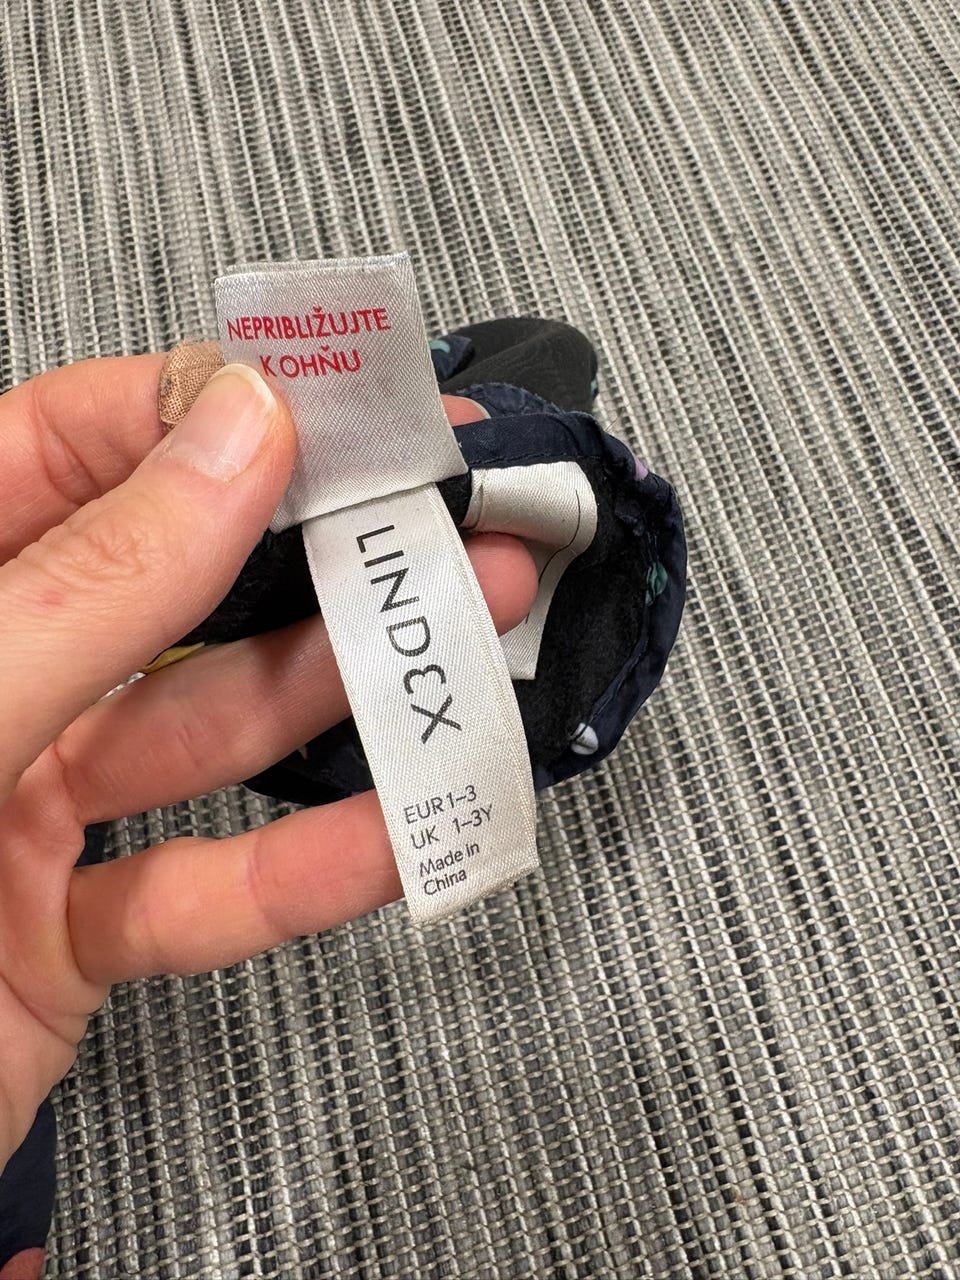 NEPRIBLIŽUJTE
K OHŇU
LINDEX
EUR 1–3
UK 1–3Y
Made in
China